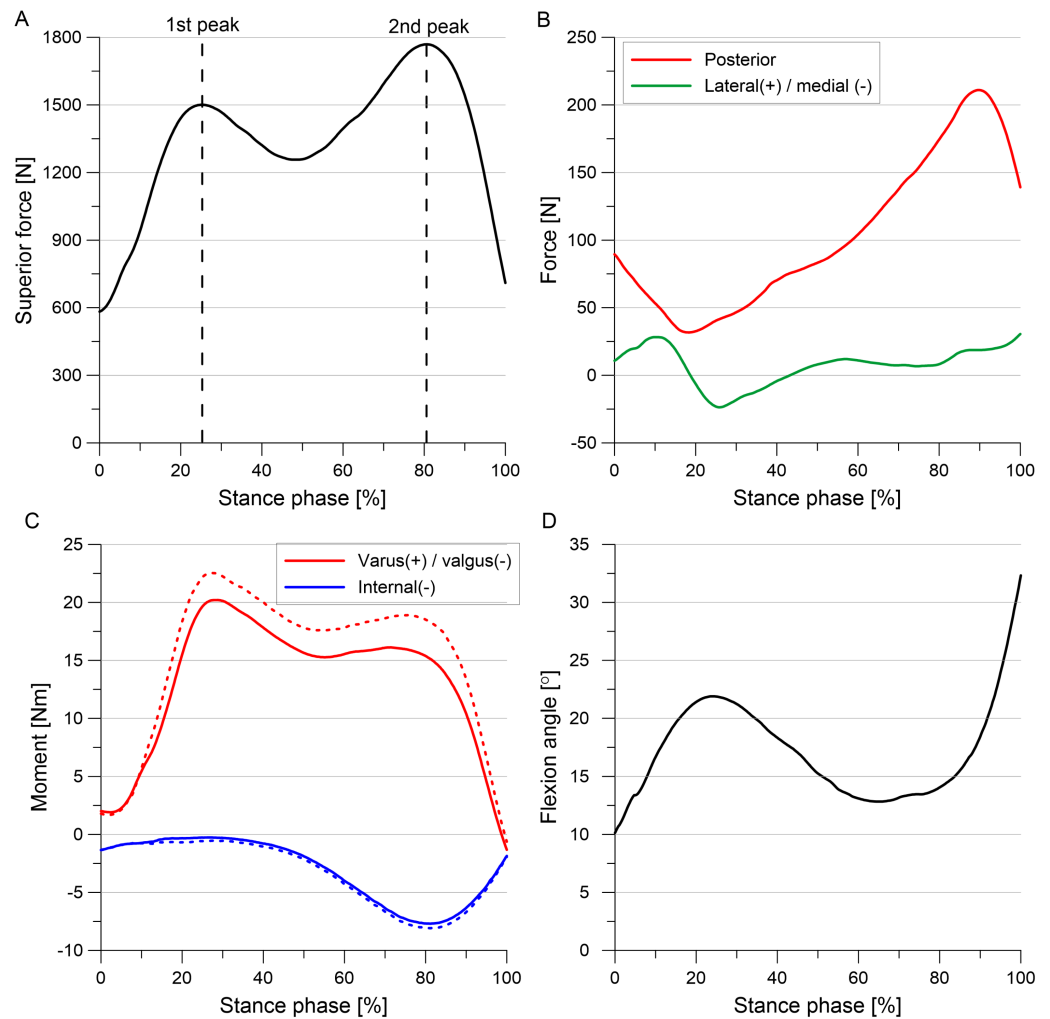 A
1st peak
2nd peak
1800
1500
1200
900
600
300
0
Superior force [N]
0
20
40
60
80
100
Stance phase [%]
B
Posterior
Lateral(+) / medial (-)
250
200
150
100
50
0
-50
Force [N]
0
20
40
60
80
100
Stance phase [%]
C
Varus(+) / valgus(-)
Internal(-)
25
20
15
10
5
0
-5
-10
Moment [Nm]
0
20
40
60
80
100
Stance phase [%]
D
35
30
25
20
15
10
0
Flexion angle [º]
0
20
40
60
80
100
Stance phase [%]